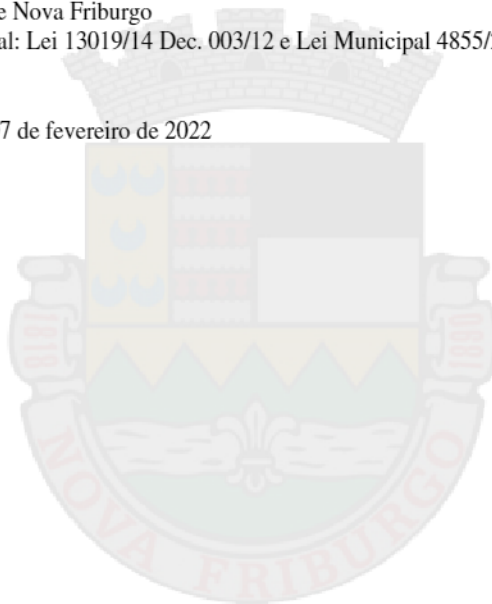 e Nova Friburgo
al: Lei 13019/14 Dec. 003/12 e Lei Municipal 4855/
7 de fevereiro de 2022
1818
1890
NOVA FRIBURGO